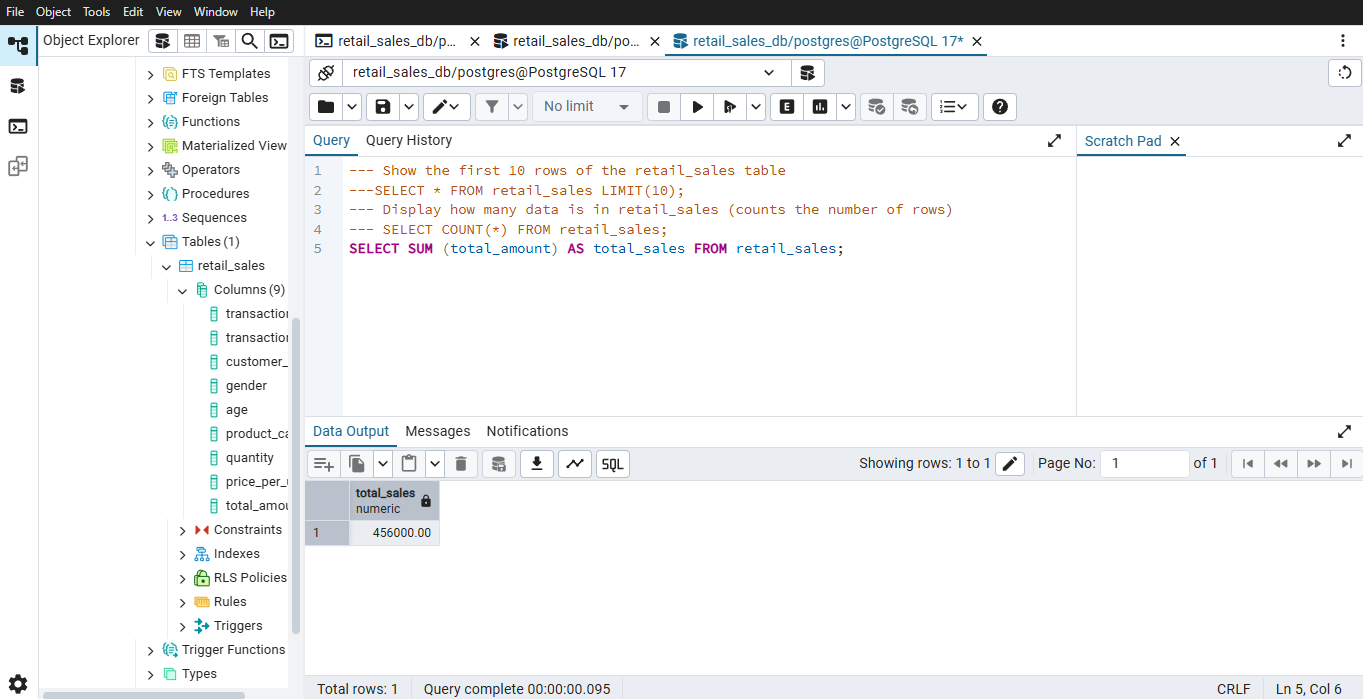 File Object Tools Edit View Window Help
Object Explorer
FTS Templates
Foreign Tables
Functions
Materialized View
Operators
Procedures
1..3 Sequences
Tables (1)
retail_sales
Columns (9)
transaction
transaction
customer_
gender
age
product_ca
quantity
price_per_u
total_amou
Constraints
Indexes
RLS Policies
Rules
Triggers
Trigger Functions
Types
retail_sales_db/p...
retail_sales_db/po...
retail_sales_db/postgres@PostgreSQL 17*
retail_sales_db/postgres@PostgreSQL 17
No limit
E
Query Query History
Scratch Pad
1 --- Show the first 10 rows of the retail_sales table
2 ---SELECT * FROM retail_sales LIMIT(10);
3 --- Display how many data is in retail_sales (counts the number of rows)
4 --- SELECT COUNT(*) FROM retail_sales;
5 SELECT SUM (total_amount) AS total_sales FROM retail_sales;
Data Output Messages Notifications
SQL
Showing rows: 1 to 1
Page No: 1 of 1
total_sales
numeric
1 456000.00
Total rows: 1 Query complete 00:00:00.095 CRLF Ln 5, Col 6